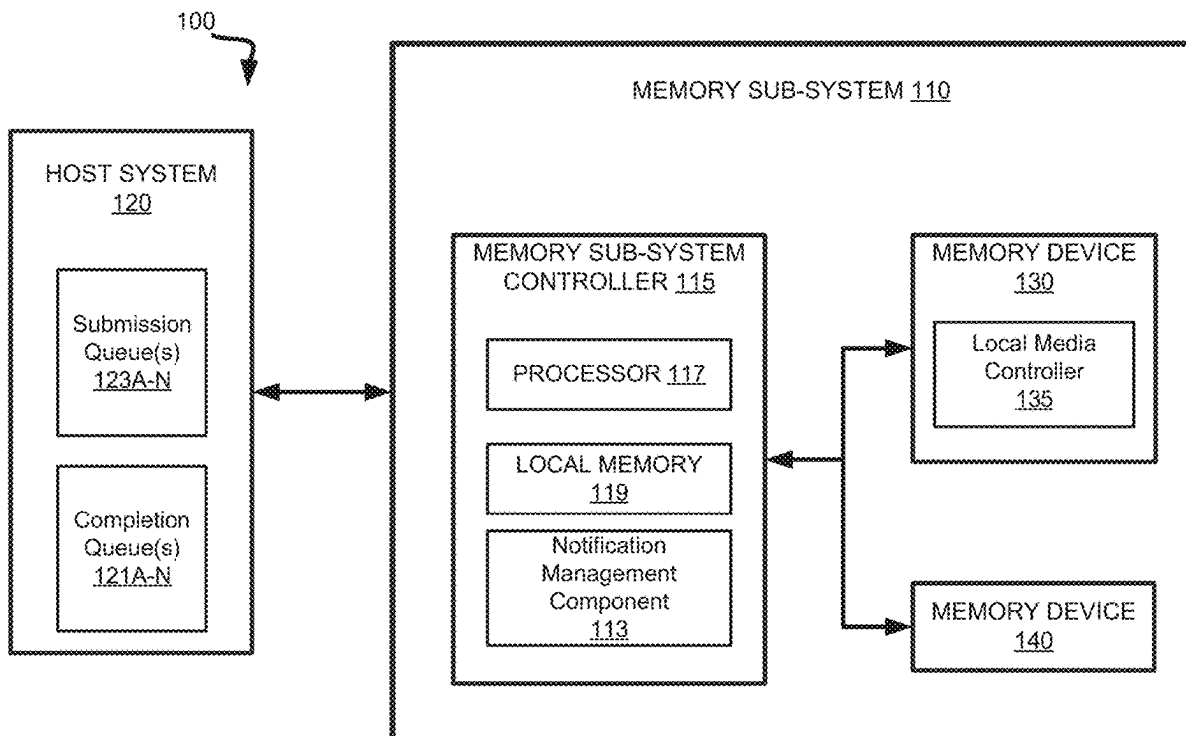 100
MEMORY SUB-SYSTEM 110
HOST SYSTEM
120
Submission
Queue(s)
123A-N
Completion
Queue(s)
121A-N
MEMORY SUB-SYSTEM
CONTROLLER 115
PROCESSOR 117
LOCAL MEMORY
119
Notification
Management
Component
113
MEMORY DEVICE
130
Local Media
Controller
135
MEMORY DEVICE
140